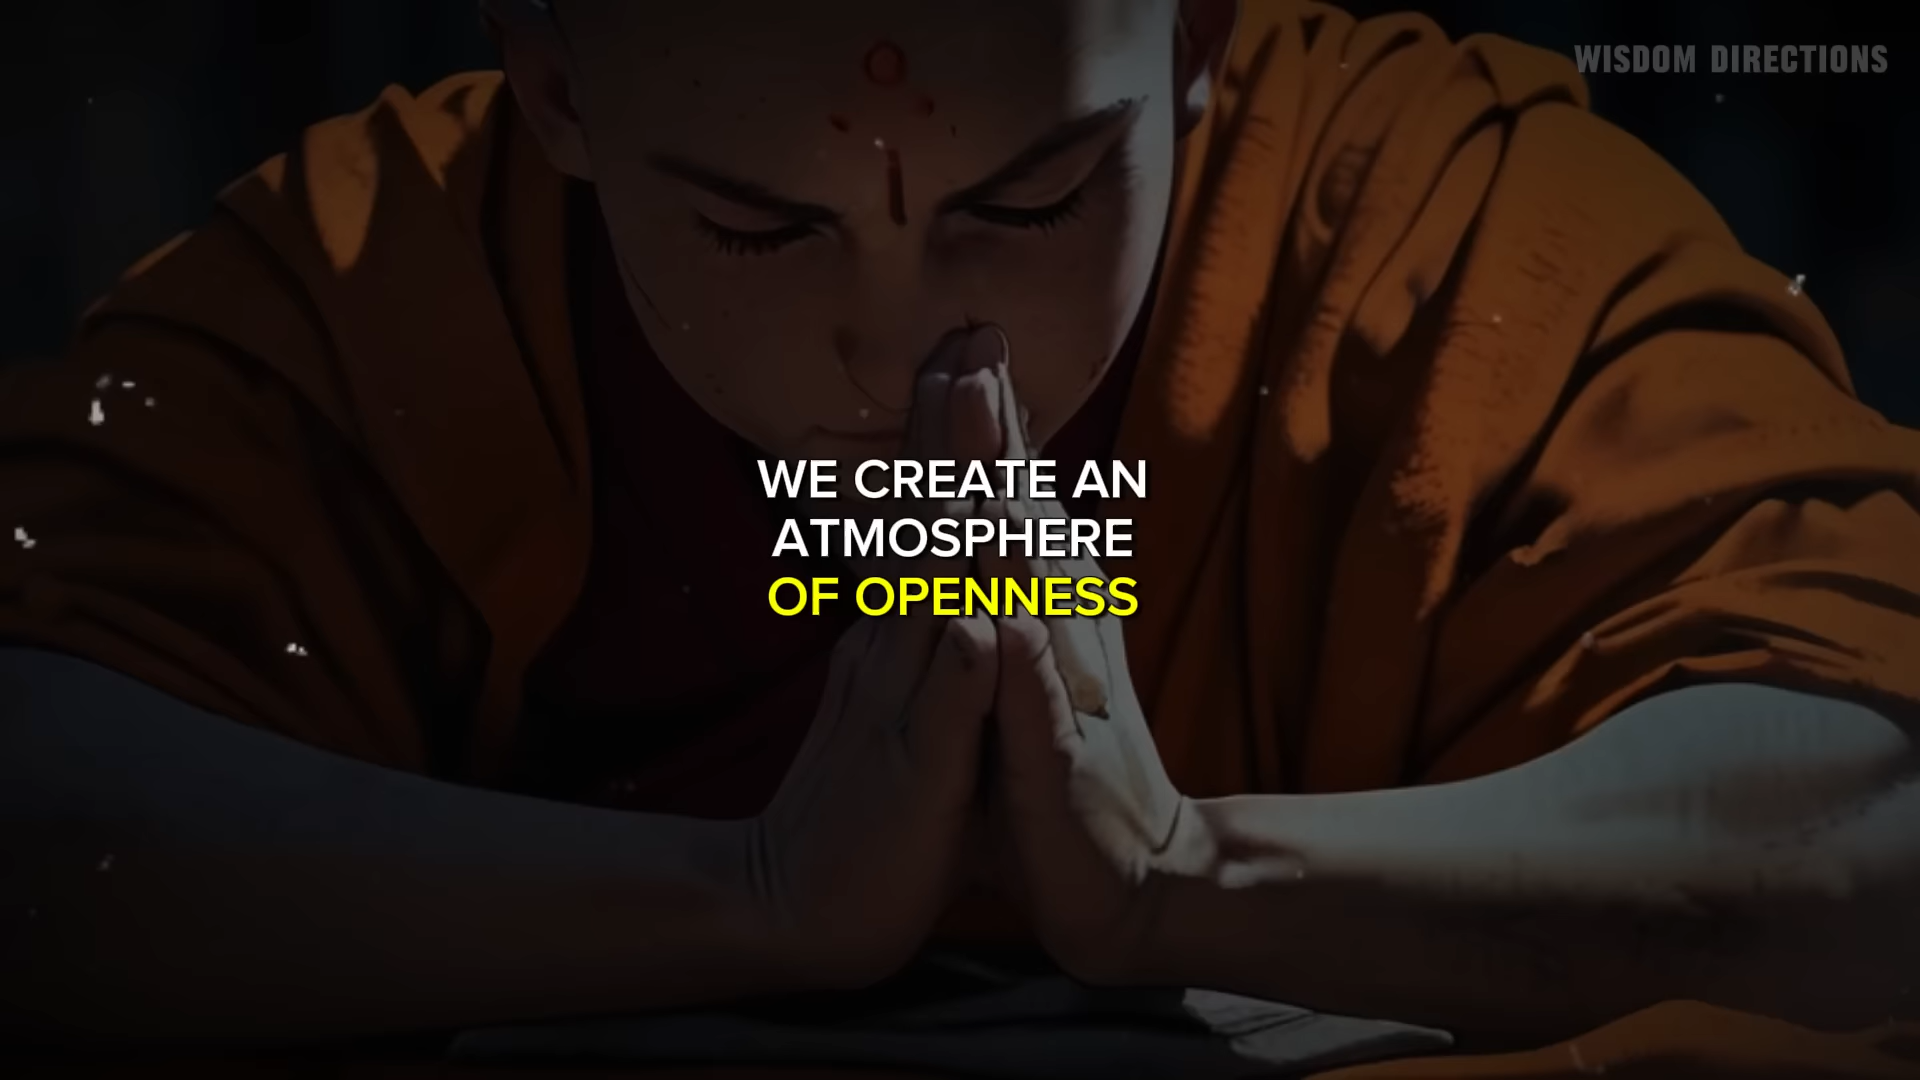 WISDOM DIRECTIONS
WE CREATE AN
ATMOSPHERE
OF OPENNESS